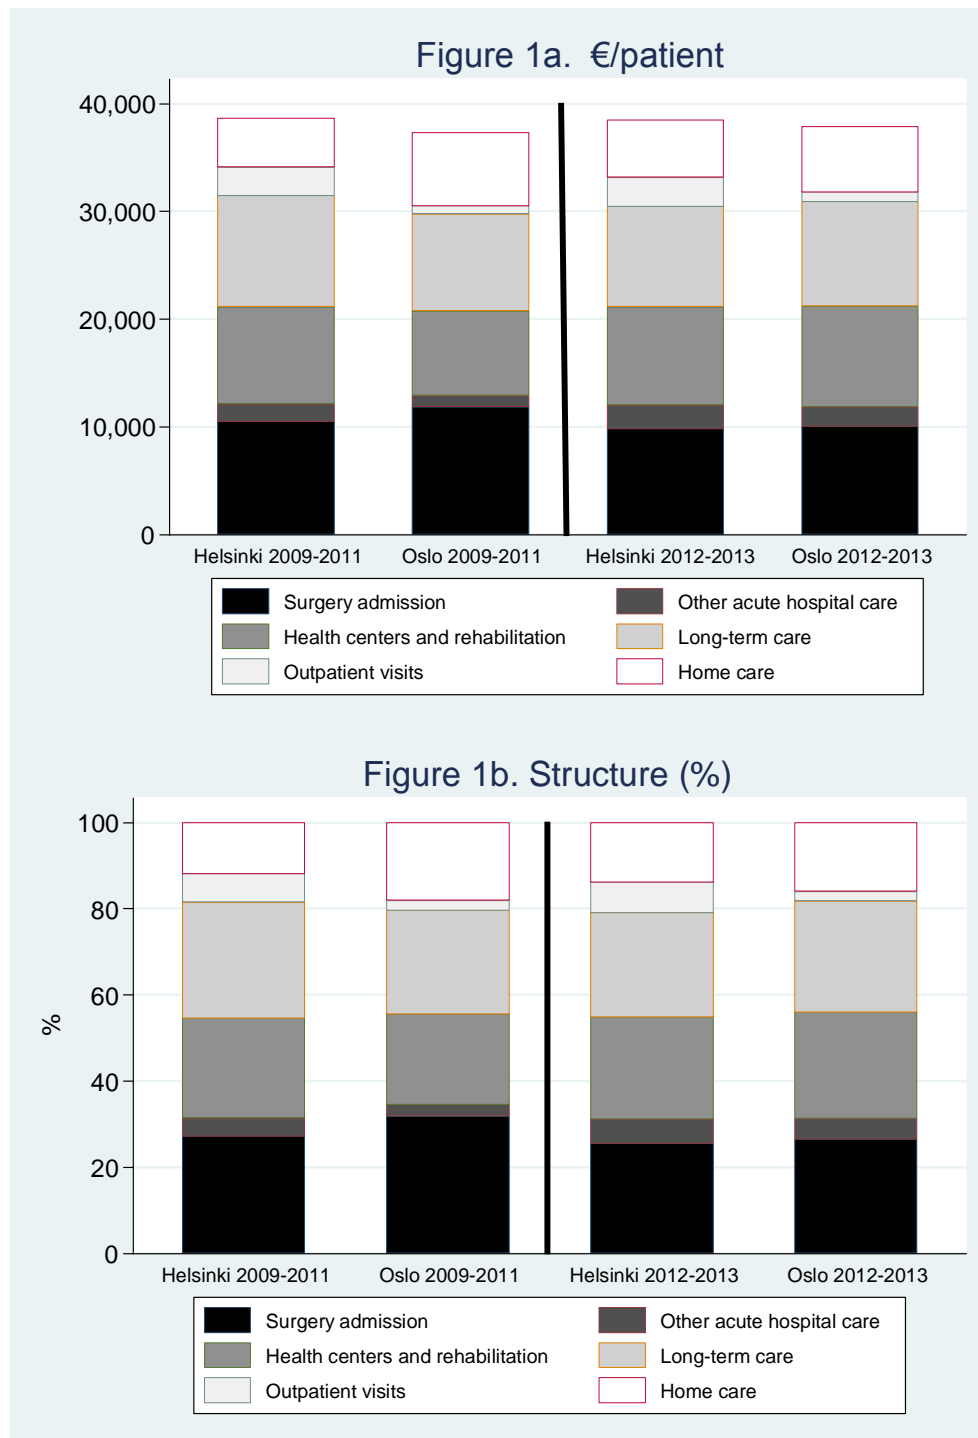 Figure 1a.  €/patient
40,000
30,000
20,000
10,000
0
Helsinki 2009-2011 Oslo 2009-2011 Helsinki 2012-2013 Oslo 2012-2013
Surgery admission Other acute hospital care
Health centers and rehabilitation Long-term care
Outpatient visits Home care
Figure 1b. Structure (%)
100
80
60
40
20
0
%
Helsinki 2009-2011 Oslo 2009-2011 Helsinki 2012-2013 Oslo 2012-2013
Surgery admission Other acute hospital care
Health centers and rehabilitation Long-term care
Outpatient visits Home care